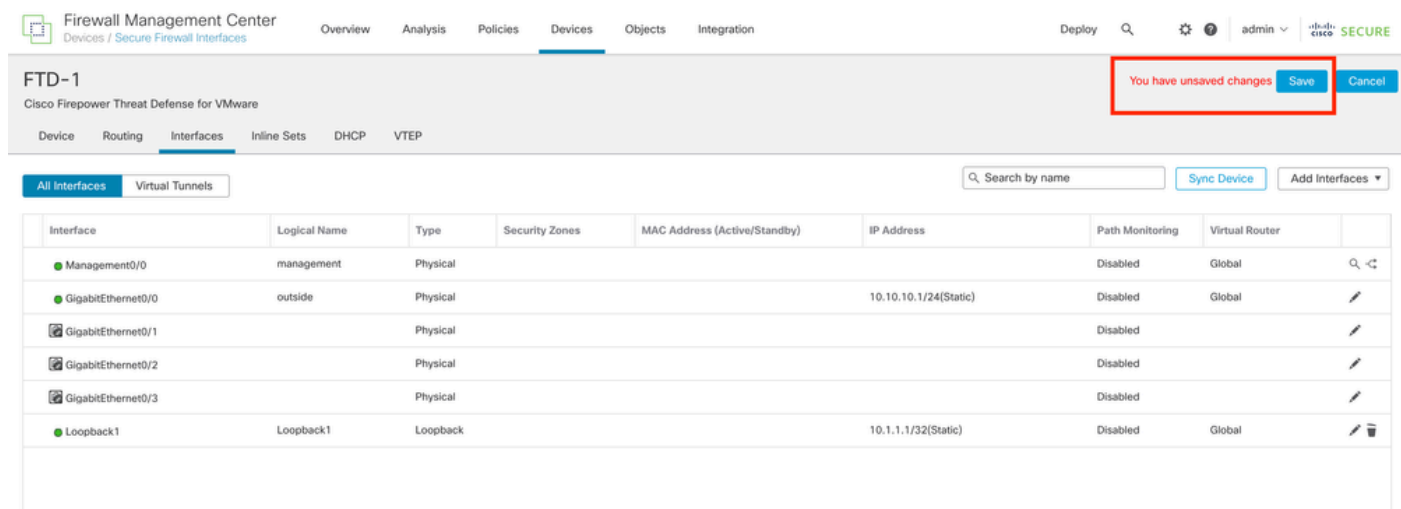 Firewall Management Center
Devices / Secure Firewall Interfaces
Overview Analysis Policies Devices Objects Integration Deploy admin cisco SECURE
FTD-1
You have unsaved changes Save Cancel
Cisco Firepower Threat Defense for VMware
Device Routing Interfaces Inline Sets DHCP VTEP
All Interfaces Virtual Tunnels Search by name Sync Device Add Interfaces
Interface Logical Name Type Security Zones MAC Address (Active/Standby) IP Address Path Monitoring Virtual Router
Management0/0 management Physical Disabled Global
GigabitEthernet0/0 outside Physical 10.10.10.1/24(Static) Disabled Global
GigabitEthernet0/1 Physical Disabled
GigabitEthernet0/2 Physical Disabled
GigabitEthernet0/3 Physical Disabled
Loopback1 Loopback1 Loopback 10.1.1.1/32(Static) Disabled Global